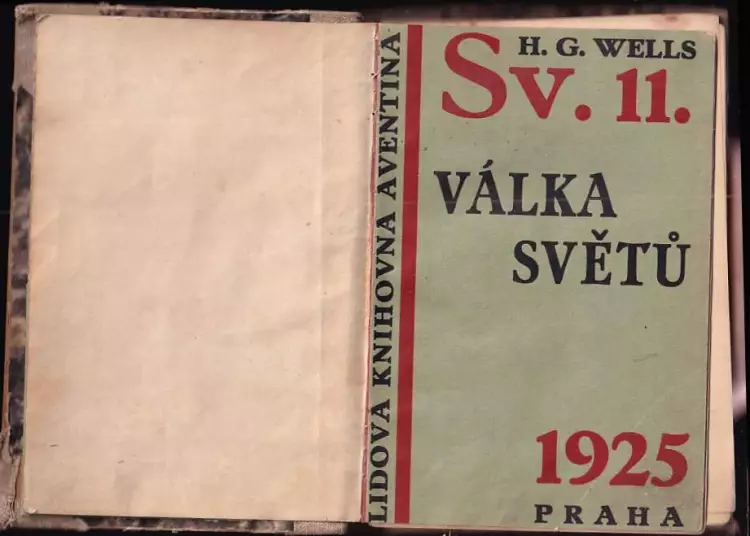 LIDOVÁ KNIHOVNA AVENTINA
H. G. WELLS
Sv. 11.
VÁLKA
SVĚTŮ
1925
PRAHA